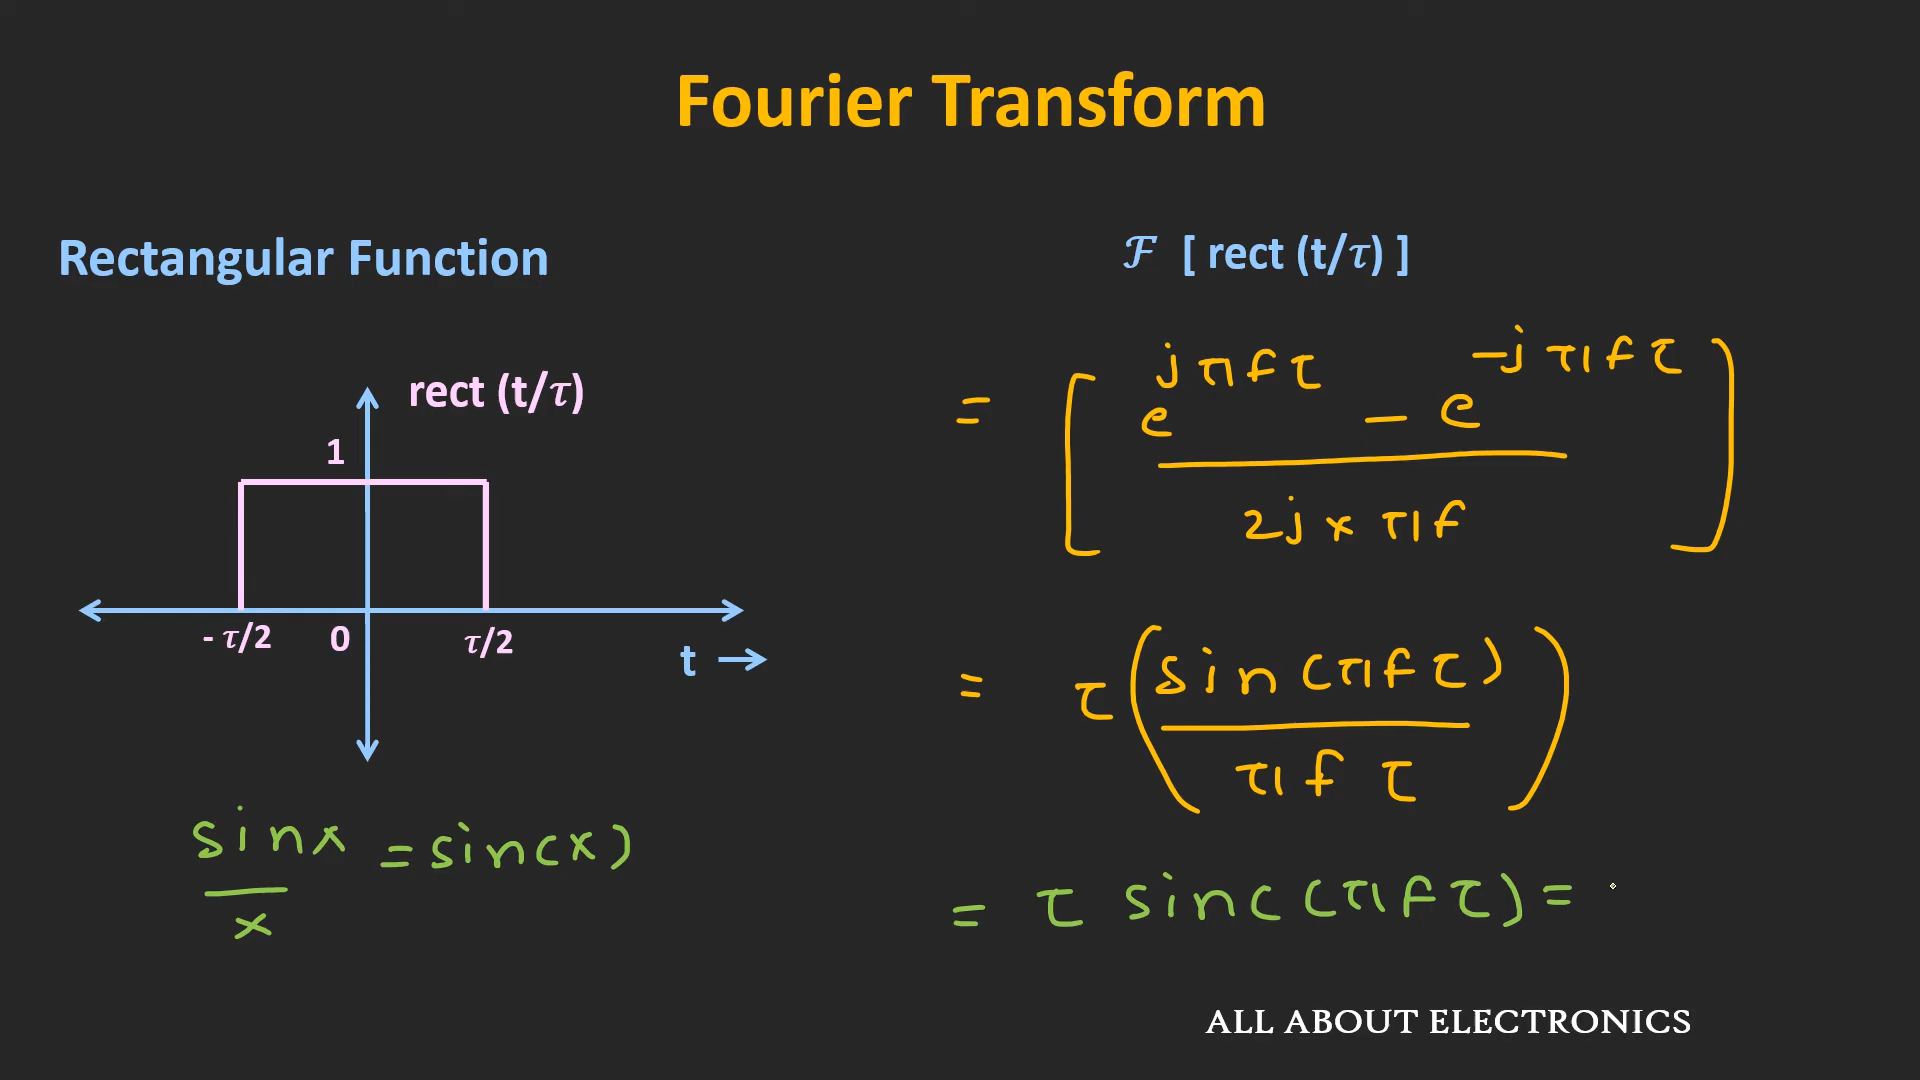 Fourier Transform
Rectangular Function
rect (t/τ)
1
- τ/2
0
τ/2
t →
sinx/x = sinc(x)
ℱ [ rect (t/τ) ]
= [ e^{jπfτ} − e^{-jπfτ} / 2j × πf ]
= τ ( sin(πfτ) / πfτ )
= τ sinc(πfτ) =
ALL ABOUT ELECTRONICS